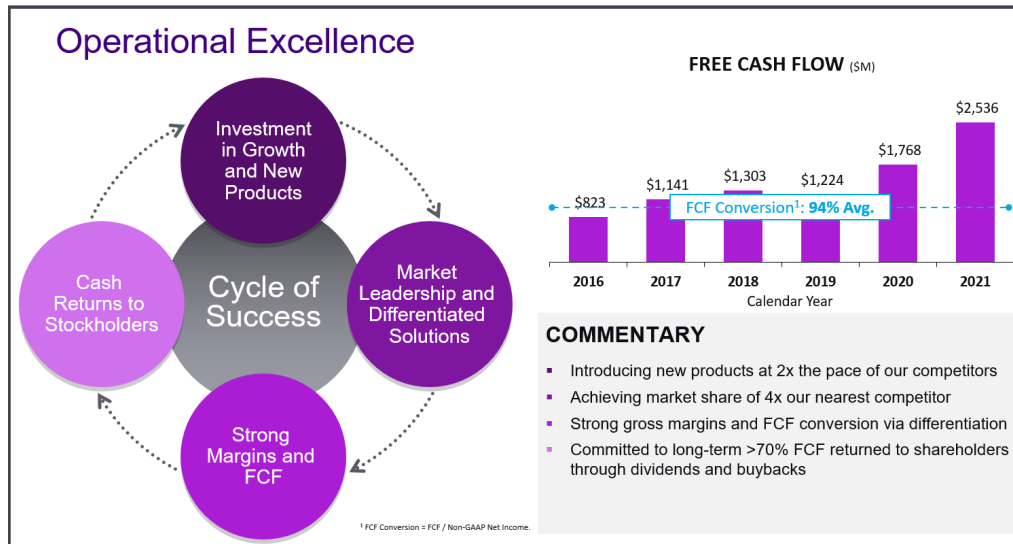 Operational Excellence
Investment
in Growth
and New
Products
Cash
Returns to
Stockholders
Cycle of
Success
Market
Leadership and
Differentiated
Solutions
Strong
Margins and
FCF
¹ FCF Conversion = FCF / Non-GAAP Net Income.
FREE CASH FLOW ($M)
$823
$1,141
$1,303
$1,224
$1,768
$2,536
FCF Conversion¹: 94% Avg.
2016 2017 2018 2019 2020 2021
Calendar Year
COMMENTARY
▪ Introducing new products at 2x the pace of our competitors
▪ Achieving market share of 4x our nearest competitor
▪ Strong gross margins and FCF conversion via differentiation
▪ Committed to long-term >70% FCF returned to shareholders
through dividends and buybacks